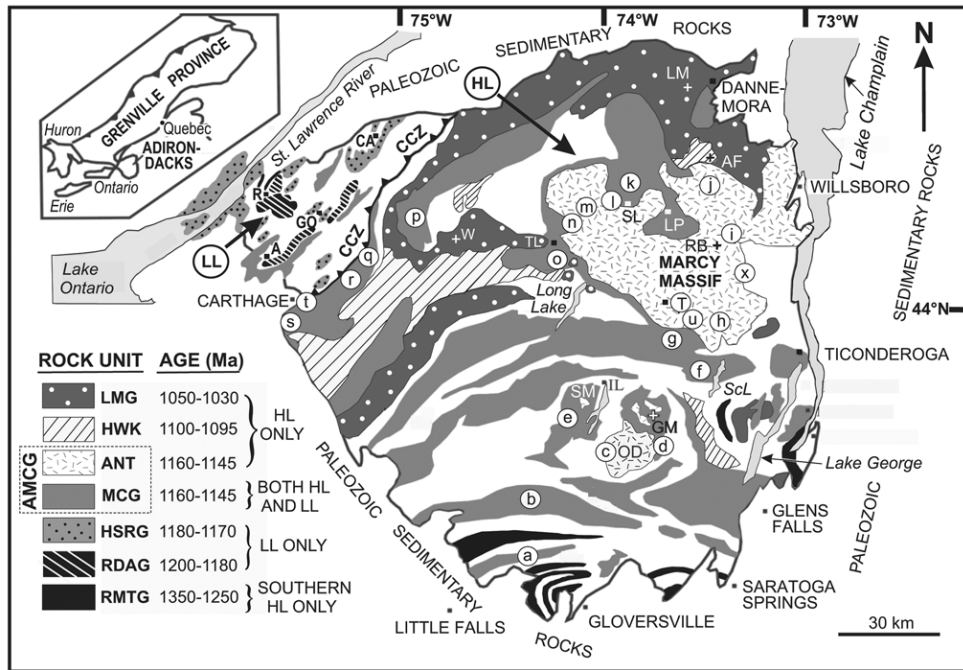 75°W
74°W
73°W
N
GRENVILLE PROVINCE
Huron
Quebec
ADIRON-
DACKS
Ontario
Erie
St. Lawrence River
PALEOZOIC
SEDIMENTARY
ROCKS
HL
LM
DANNE-
MORA
Lake Champlain
CA
CCZ
R
GO
A
LL
CCZ
AF
j
WILLSBORO
k
l
SL
m
n
LP
p
W
TL
o
i
RB
MARCY
MASSIF
x
SEDIMENTARY ROCKS
q
r
Lake
Ontario
CARTHAGE
t
s
Long
Lake
T
u
h
44°N
g
f
TICONDEROGA
ScL
IL
SM
e
GM
c
OD
d
Lake George
b
a
PALEOZOIC
SEDIMENTARY
ROCKS
GLENS
FALLS
PALEOZOIC
SARATOGA
SPRINGS
LITTLE FALLS
GLOVERSVILLE
30 km
ROCK UNIT AGE (Ma)
LMG 1050-1030
HWK 1100-1095
HL
ONLY
AMCG
ANT 1160-1145
MCG 1160-1145
BOTH HL
AND LL
HSRG 1180-1170
LL ONLY
RDAG 1200-1180
RMTG 1350-1250
SOUTHERN
HL ONLY